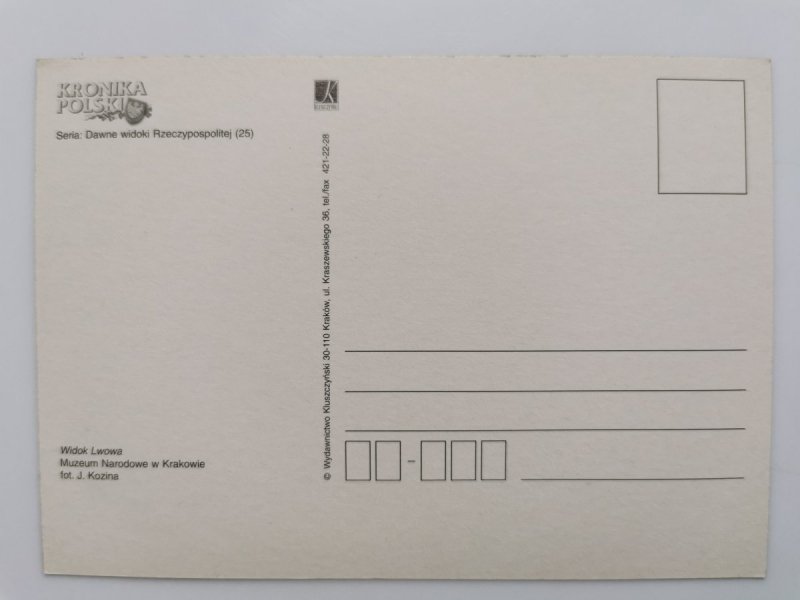 KRONIKA
POLSKI
Seria: Dawne widoki Rzeczypospolitej (25)
Widok Lwowa
Muzeum Narodowe w Krakowie
fot. J. Kozina
K
© Wydawnictwo Kluszczyński 30-110 Kraków, ul. Kraszewskiego 36, tel./fax 421-22-28
–